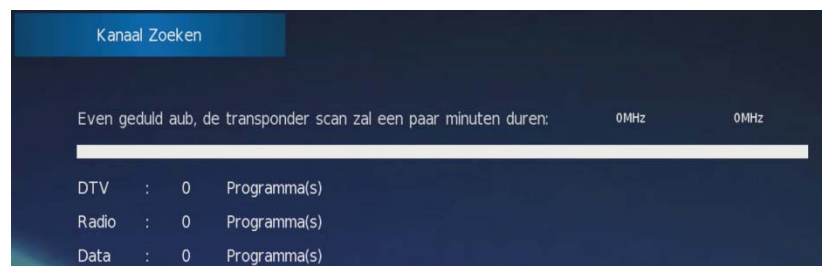 Kanaal Zoeken
Even geduld aub, de transponder scan zal een paar minuten duren: 0MHz 0MHz
DTV : 0 Programma(s)
Radio : 0 Programma(s)
Data : 0 Programma(s)